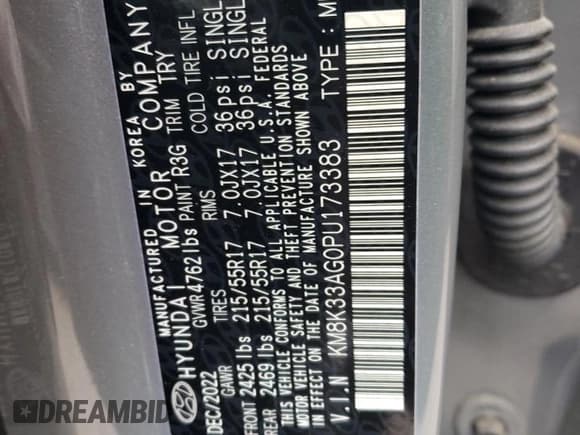 MANUFACTURED IN KOREA BY
HYUNDAI MOTOR COMPANY
DEC/2022 GVWR 4762 lbs PAINT R3G TRIM TRY
GAWR TIRES RIMS COLD TIRE INFL
FRONT 2425 lbs 215/55R17 7.0JX17 36psi SINGL
REAR 2469 lbs 215/55R17 7.0JX17 36psi SINGL
THIS VEHICLE CONFORMS TO ALL APPLICABLE U.S.A. FEDERAL
MOTOR VEHICLE SAFETY AND THEFT PREVENTION STANDARDS
IN EFFECT ON THE DATE OF MANUFACTURE SHOWN ABOVE
V.I.N KM8K33AG0PU173383 TYPE : M
DREAMBID